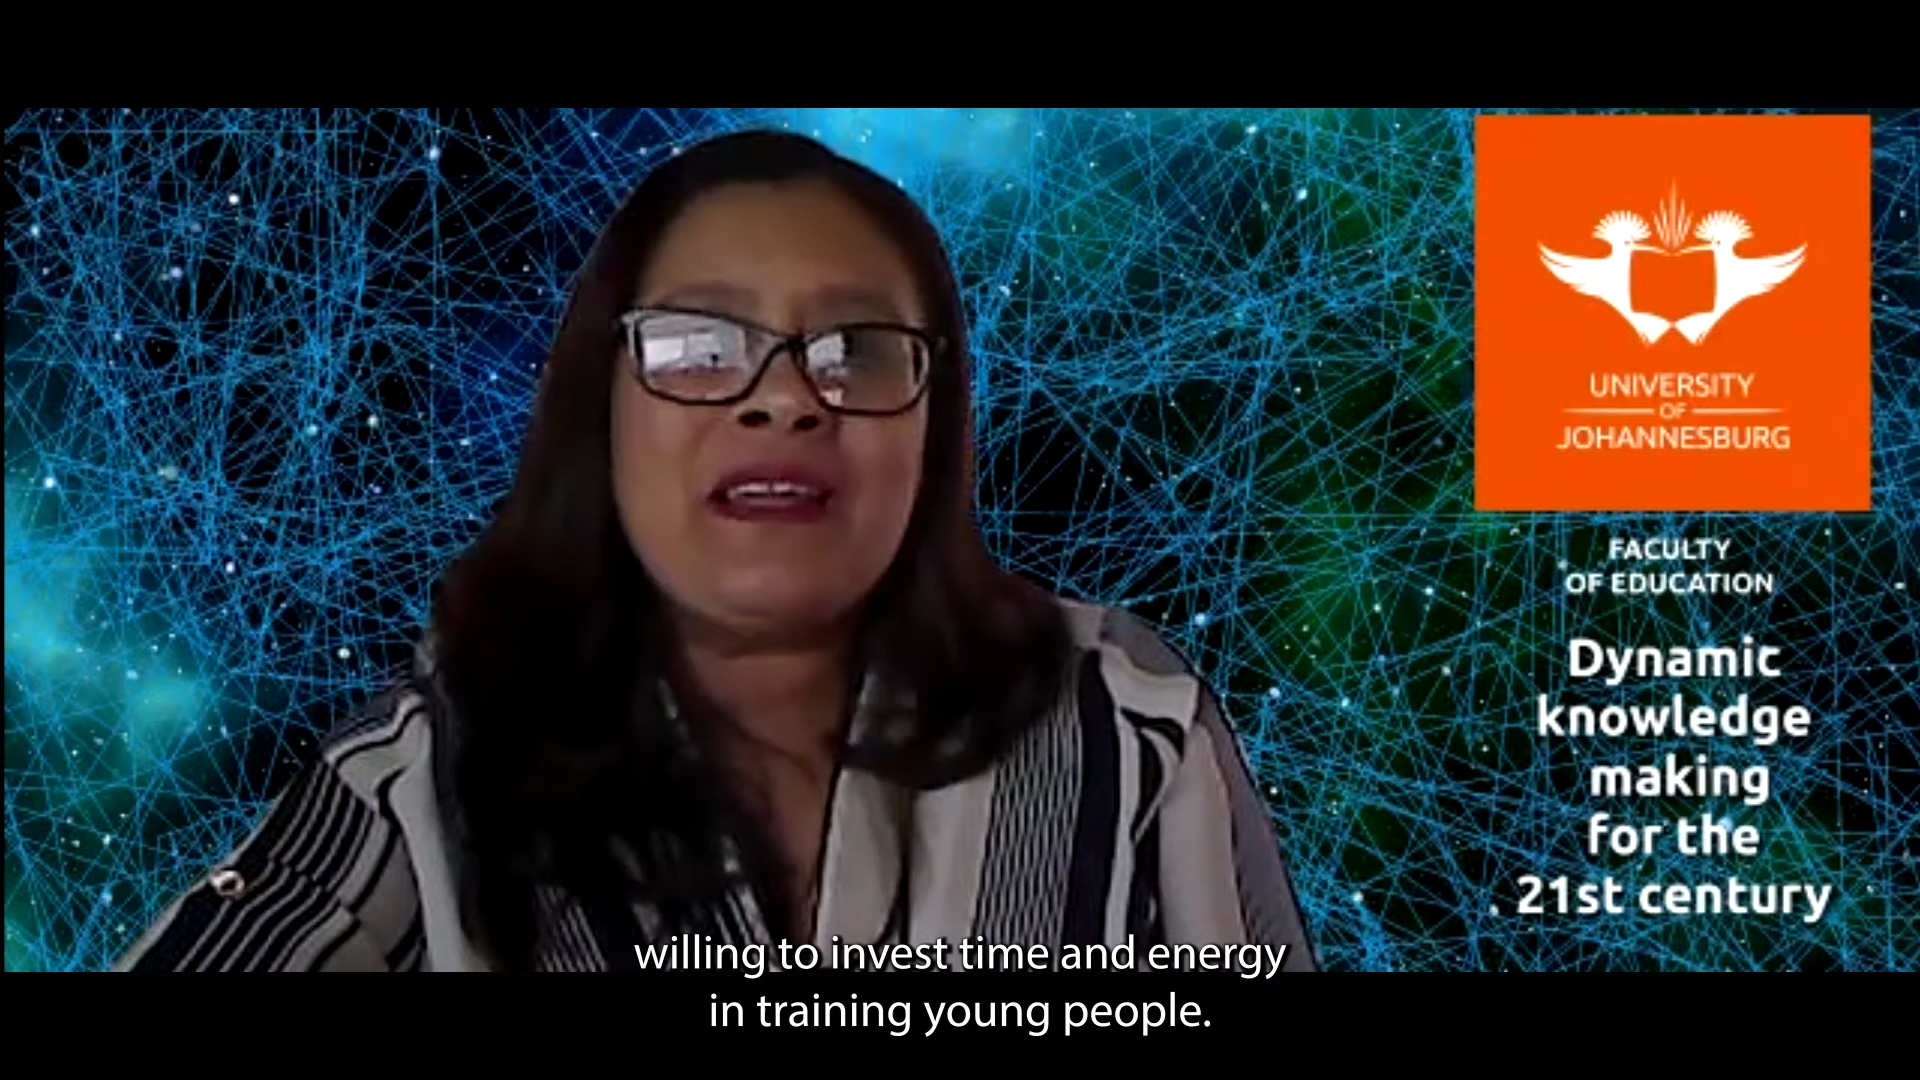 UNIVERSITY
OF
JOHANNESBURG
FACULTY
OF EDUCATION
Dynamic
knowledge
making
for the
21st century
willing to invest time and energy
in training young people.